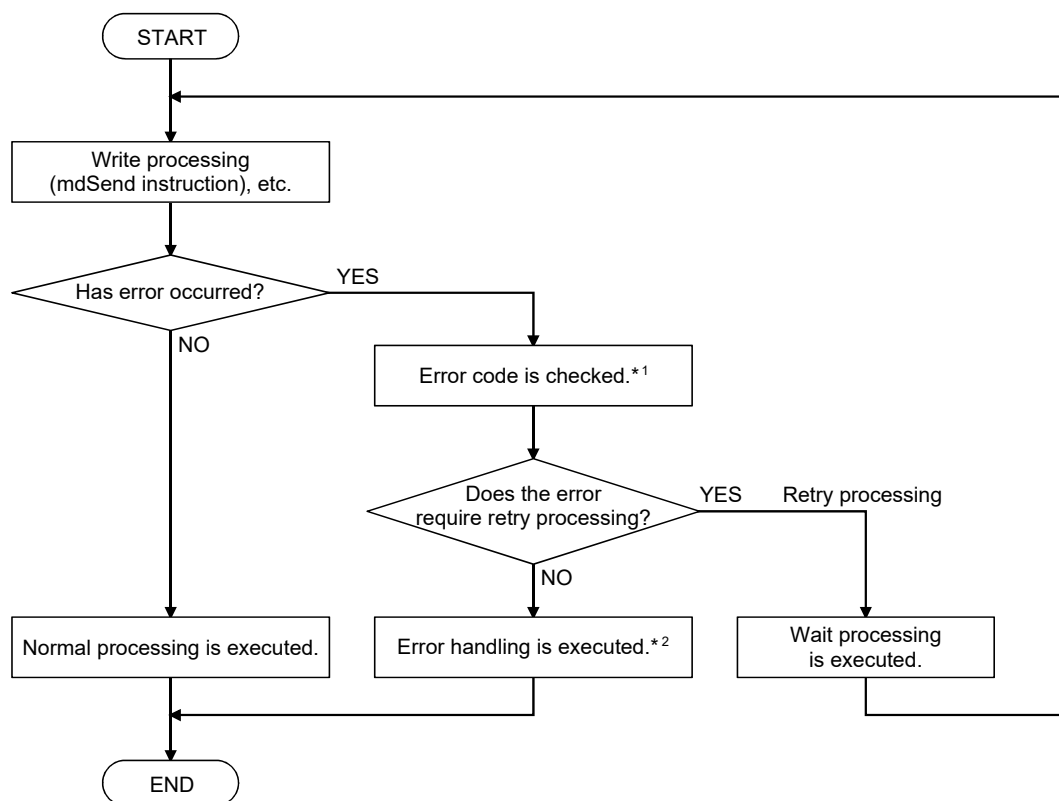 START
Write processing
(mdSend instruction), etc.
Has error occurred?
YES
NO
Error code is checked.*1
Does the error
require retry processing?
YES
Retry processing
NO
Normal processing is executed.
Error handling is executed.*2
Wait processing
is executed.
END